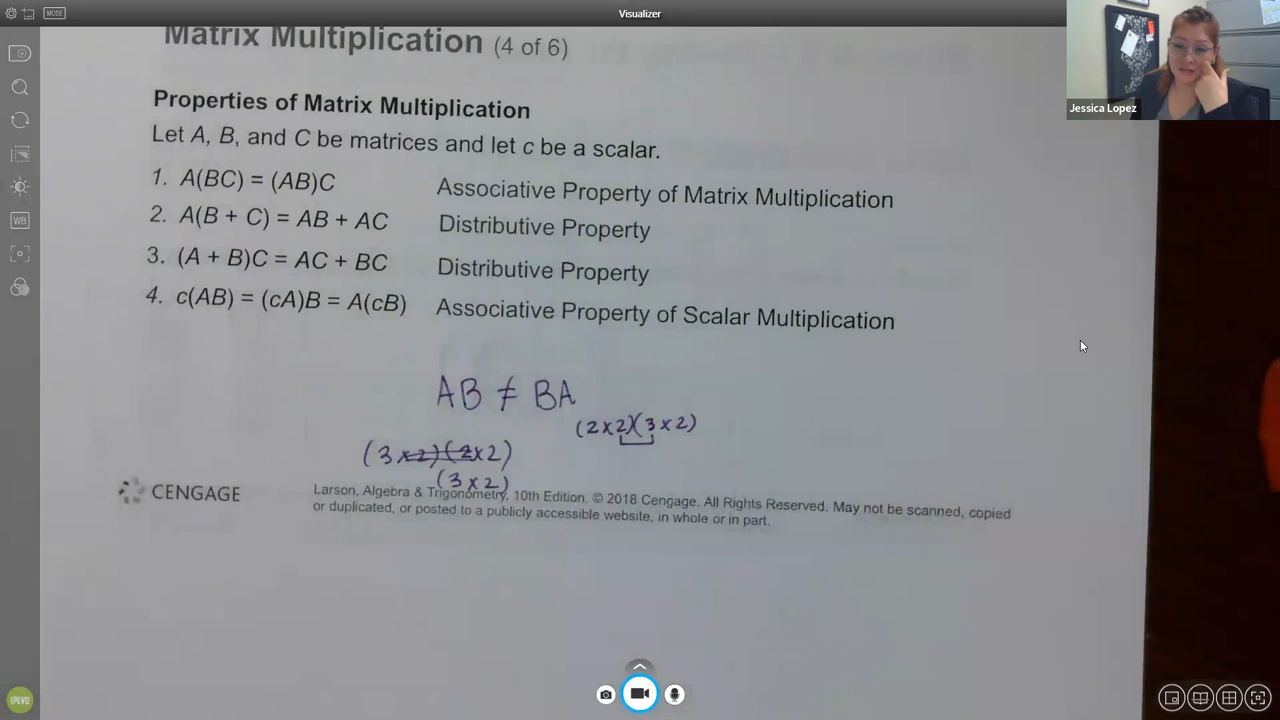 MODE
Visualizer
Matrix Multiplication (4 of 6)
Jessica Lopez
Properties of Matrix Multiplication
Let A, B, and C be matrices and let c be a scalar.
1. A(BC) = (AB)C Associative Property of Matrix Multiplication
2. A(B + C) = AB + AC Distributive Property
3. (A + B)C = AC + BC Distributive Property
4. c(AB) = (cA)B = A(cB) Associative Property of Scalar Multiplication
WB
AB ≠ BA
(2x2)(3x2)
(3x2)(2x2)
(3x2)
CENGAGE
Larson, Algebra & Trigonometry, 10th Edition. © 2018 Cengage. All Rights Reserved. May not be scanned, copied
or duplicated, or posted to a publicly accessible website, in whole or in part.
IPEVO